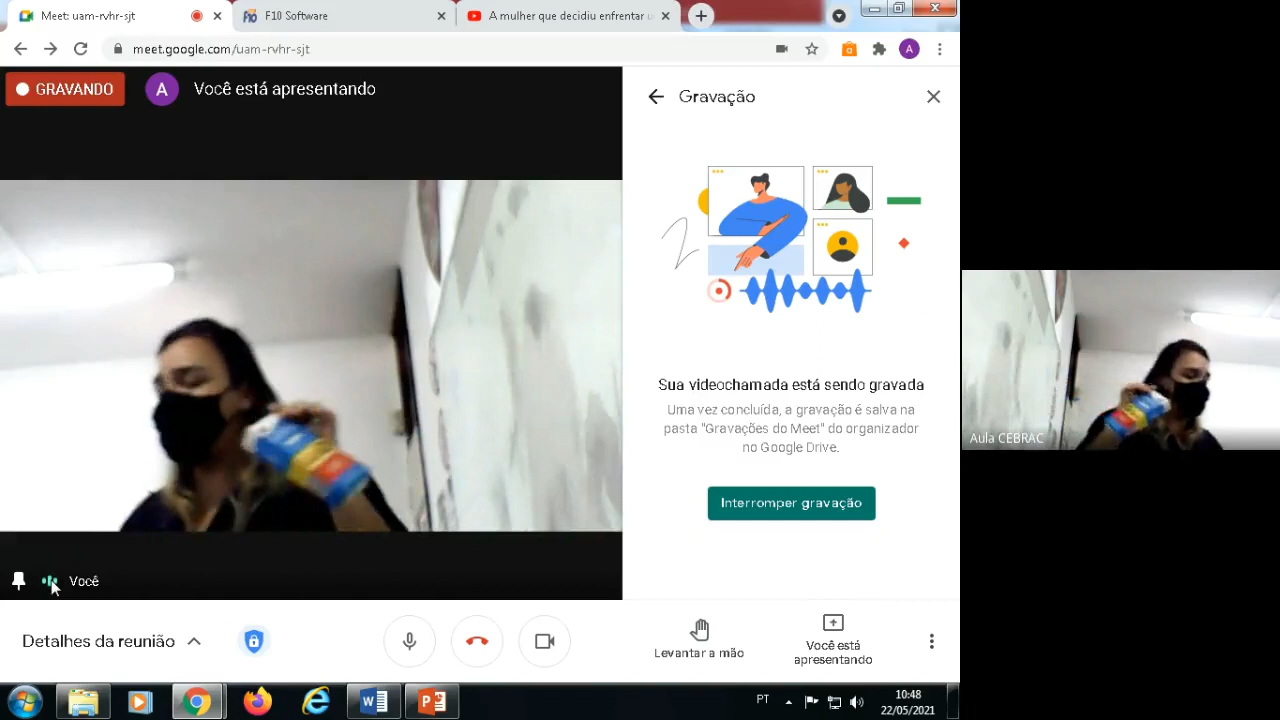 Meet: uam-rvhr-sjt
F10 Software
A mulher que decidiu enfrentar u
meet.google.com/uam-rvhr-sjt
A
GRAVANDO
A
Você está apresentando
Gravação
Sua videochamada está sendo gravada
Uma vez concluída, a gravação é salva na
pasta "Gravações do Meet" do organizador
no Google Drive.
Interromper gravação
Aula CEBRAC
Você
Detalhes da reunião
Levantar a mão
Você está
apresentando
PT
10:48
22/05/2021